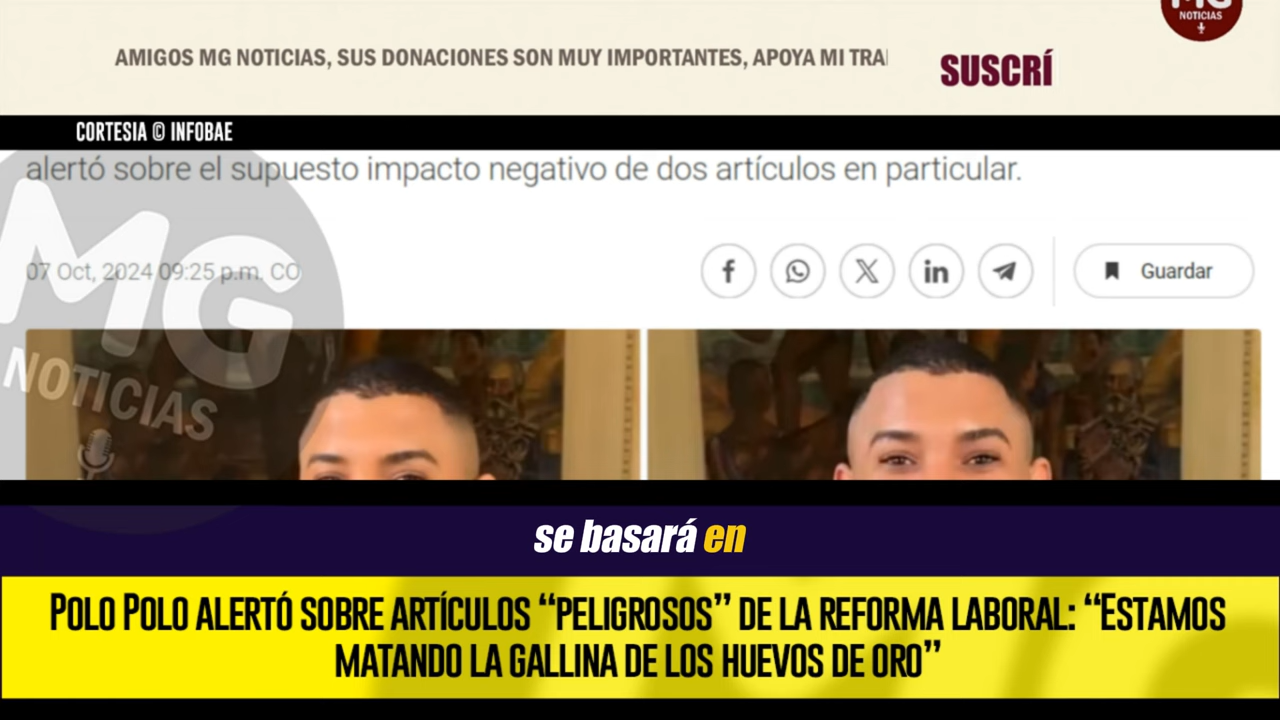 MG
NOTICIAS
AMIGOS MG NOTICIAS, SUS DONACIONES SON MUY IMPORTANTES, APOYA MI TRA
SUSCRÍ
CORTESIA © INFOBAE
alertó sobre el supuesto impacto negativo de dos artículos en particular.
07 Oct, 2024 09:25 p.m. CO
Guardar
MG
NOTICIAS
se basará en
POLO POLO ALERTÓ SOBRE ARTÍCULOS “PELIGROSOS” DE LA REFORMA LABORAL: “ESTAMOS
MATANDO LA GALLINA DE LOS HUEVOS DE ORO”